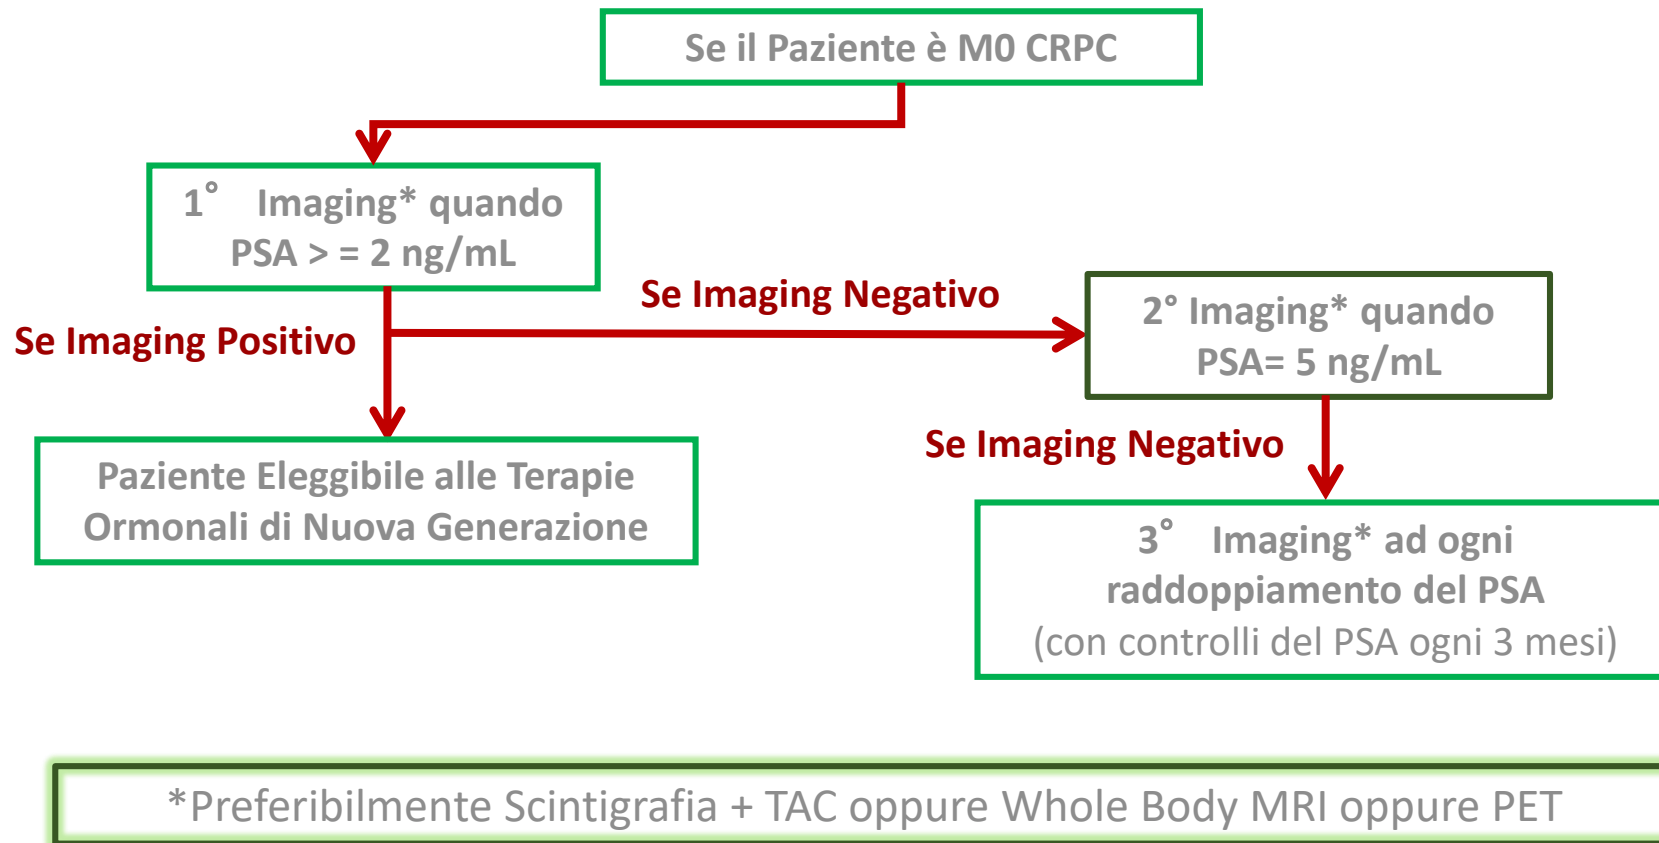 Se il Paziente è M0 CRPC
1° Imaging* quando
PSA > = 2 ng/mL
Se Imaging Negativo
2° Imaging* quando
PSA= 5 ng/mL
Se Imaging Positivo
Se Imaging Negativo
Paziente Eleggibile alle Terapie
Ormonali di Nuova Generazione
3° Imaging* ad ogni
raddoppiamento del PSA
(con controlli del PSA ogni 3 mesi)
*Preferibilmente Scintigrafia + TAC oppure Whole Body MRI oppure PET